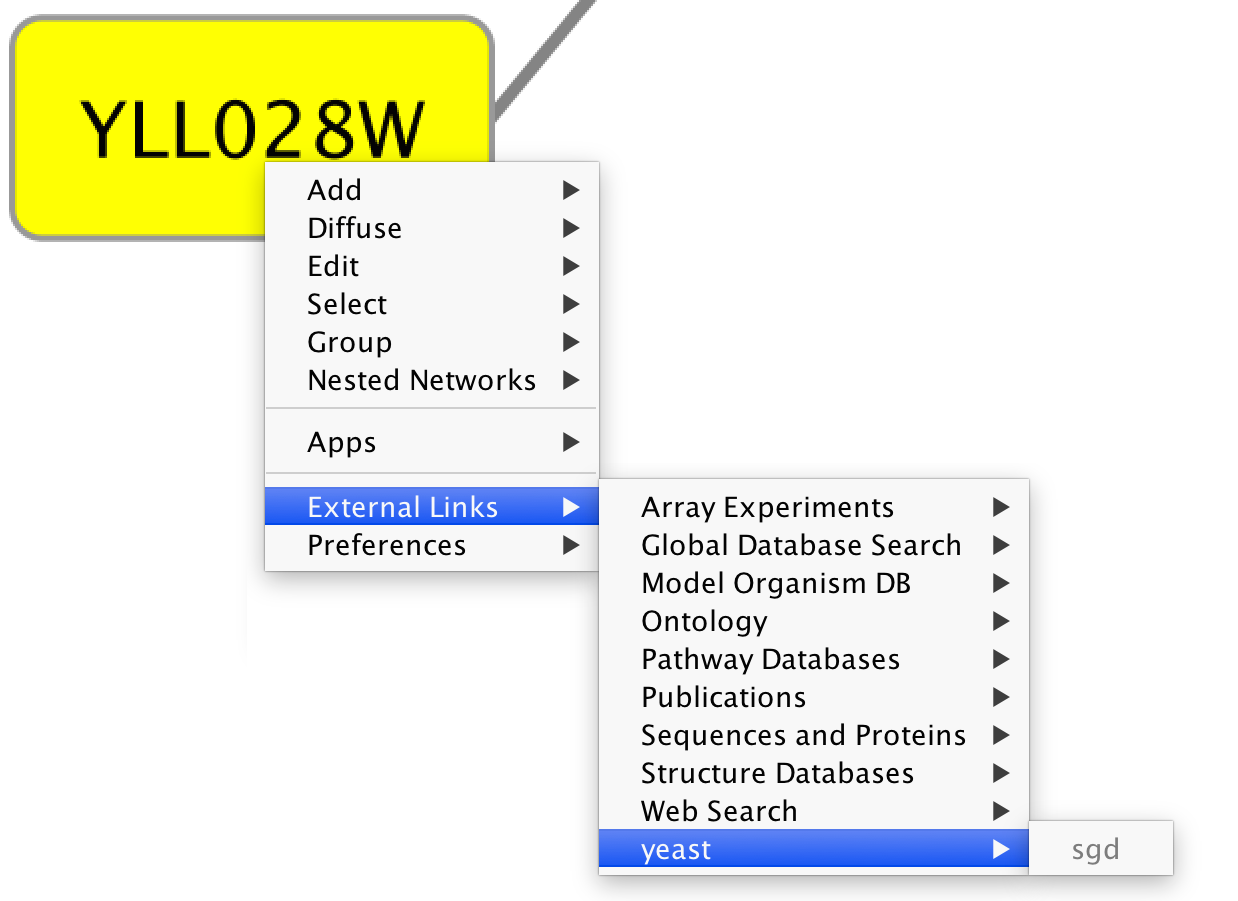 YLL028W
Add
Diffuse
Edit
Select
Group
Nested Networks
Apps
External Links
Preferences
Array Experiments
Global Database Search
Model Organism DB
Ontology
Pathway Databases
Publications
Sequences and Proteins
Structure Databases
Web Search
yeast
sgd